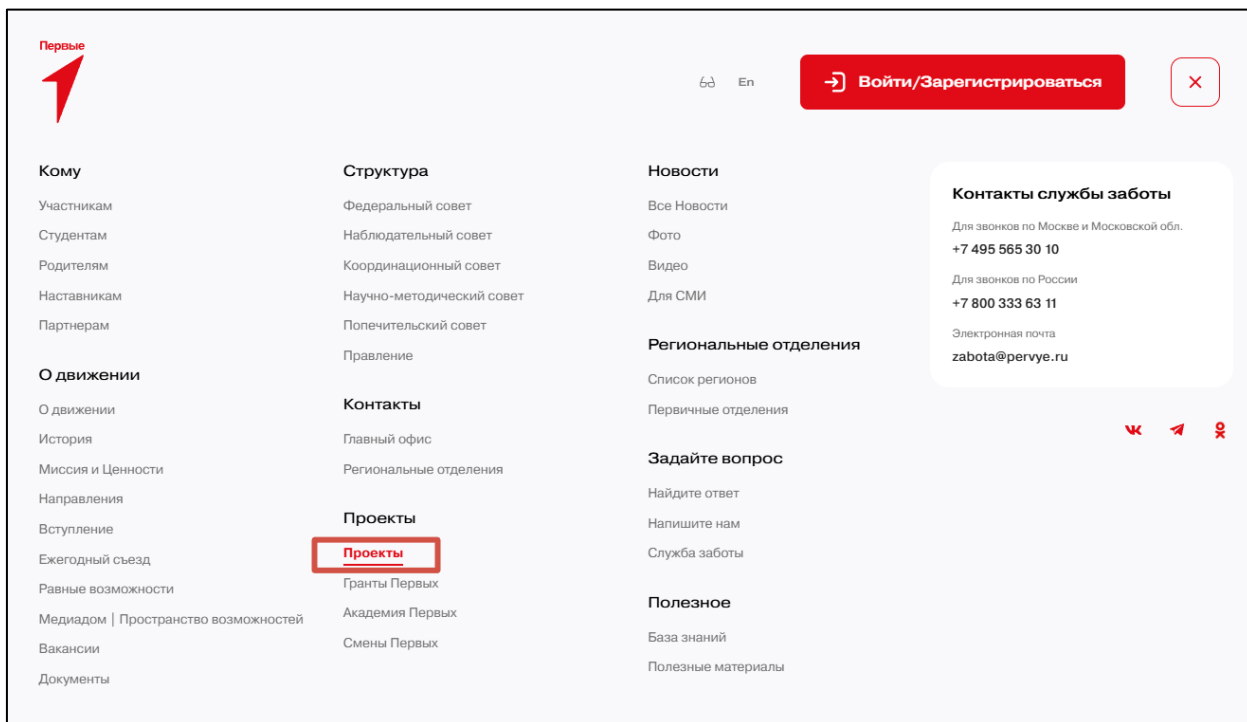 Первые
En
Войти/Зарегистрироваться
Кому
Участникам
Студентам
Родителям
Наставникам
Партнерам
О движении
О движении
История
Миссия и Ценности
Направления
Вступление
Ежегодный съезд
Равные возможности
Медиадом | Пространство возможностей
Вакансии
Документы
Структура
Федеральный совет
Наблюдательный совет
Координационный совет
Научно-методический совет
Попечительский совет
Правление
Контакты
Главный офис
Региональные отделения
Проекты
Проекты
Гранты Первых
Академия Первых
Смены Первых
Новости
Все Новости
Фото
Видео
Для СМИ
Региональные отделения
Список регионов
Первичные отделения
Задайте вопрос
Найдите ответ
Напишите нам
Служба заботы
Полезное
База знаний
Полезные материалы
Контакты службы заботы
Для звонков по Москве и Московской обл.
+7 495 565 30 10
Для звонков по России
+7 800 333 63 11
Электронная почта
zabota@pervye.ru